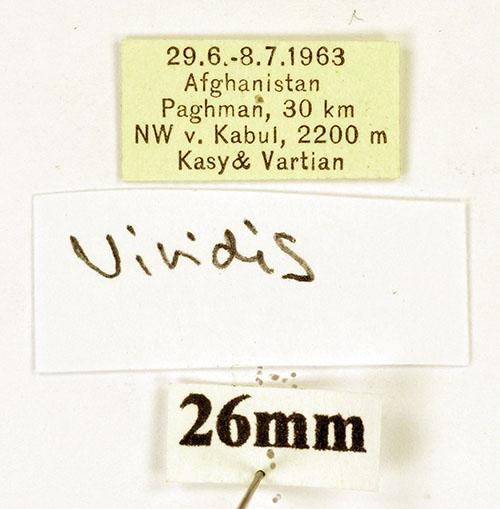 29.6.-8.7.1963
Afghanistan
Paghman, 30 km
NW v. Kabul, 2200 m
Kasy & Vartian
Viridis
26mm